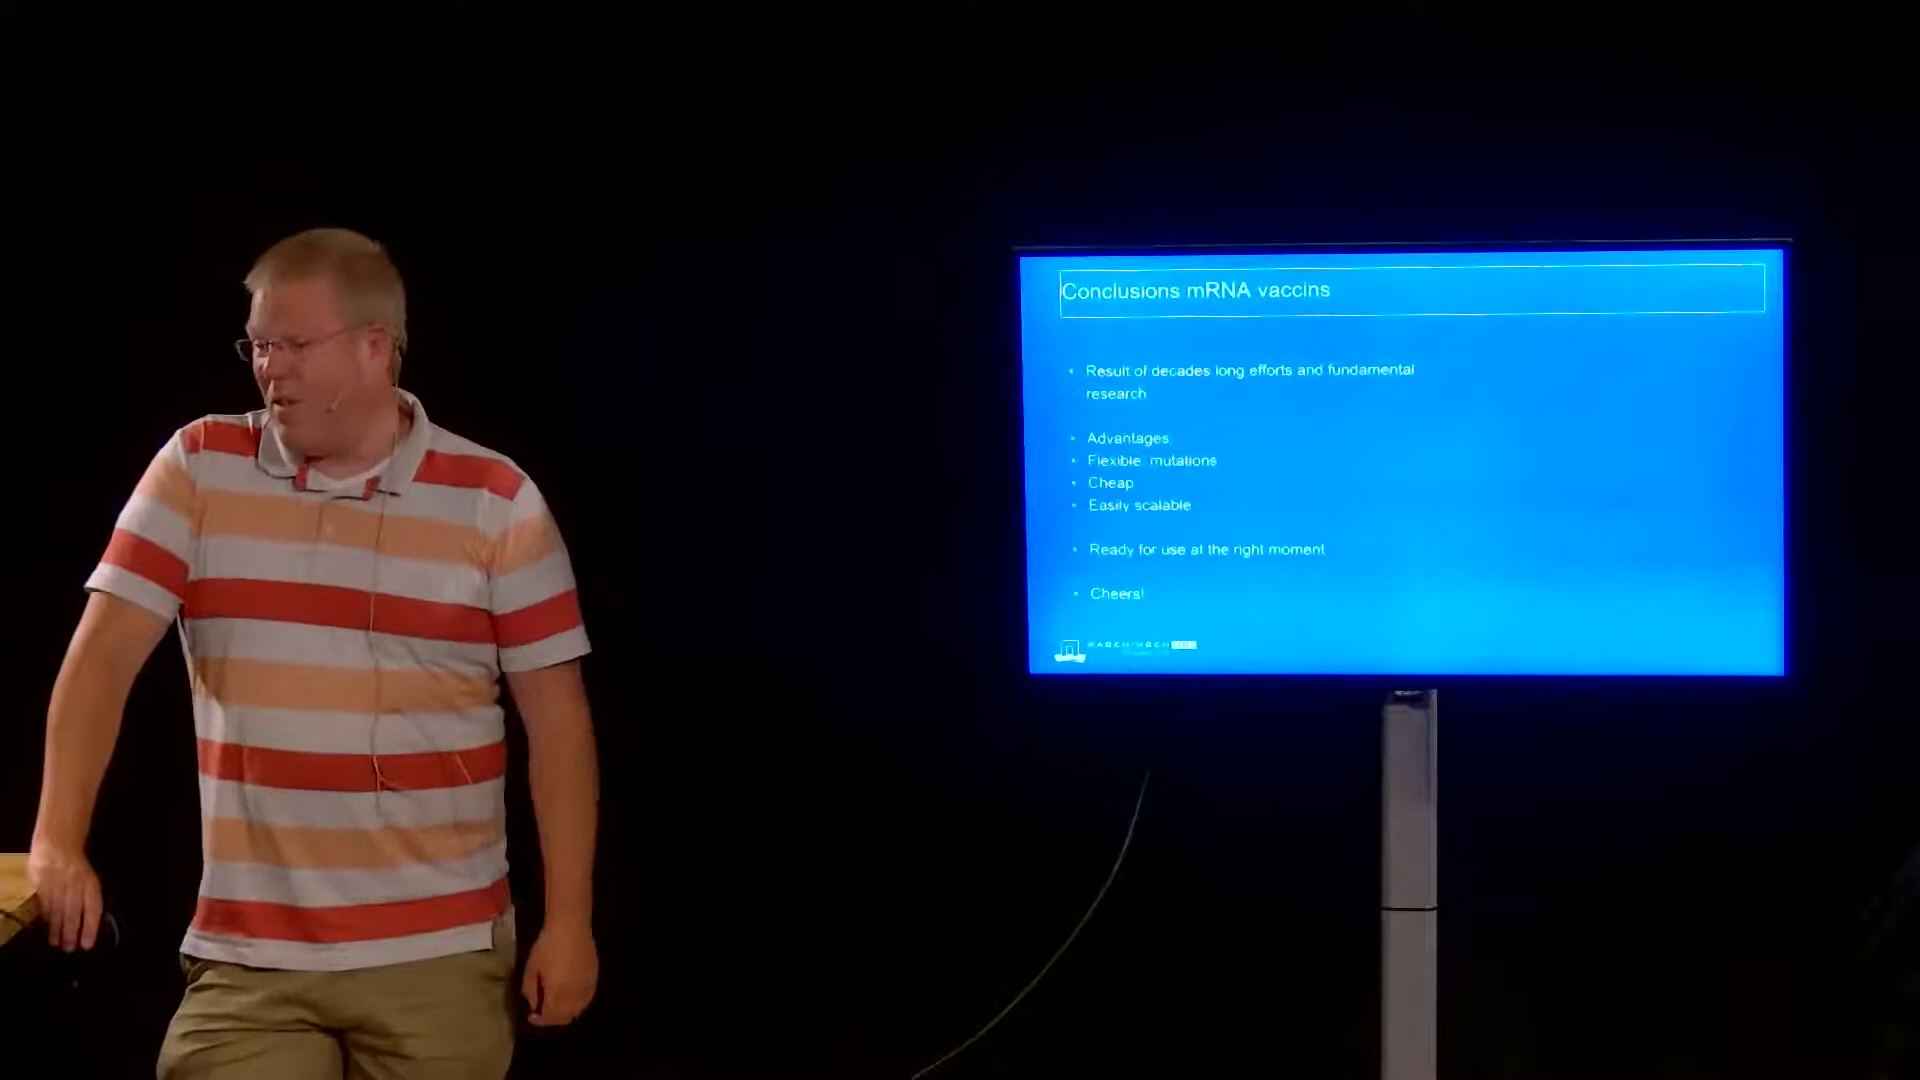 Conclusions mRNA vaccins
Result of decades long efforts and fundamental
research
Advantages
Flexible mutations
Cheap
Easily scalable
Ready for use at the right moment
Cheers!